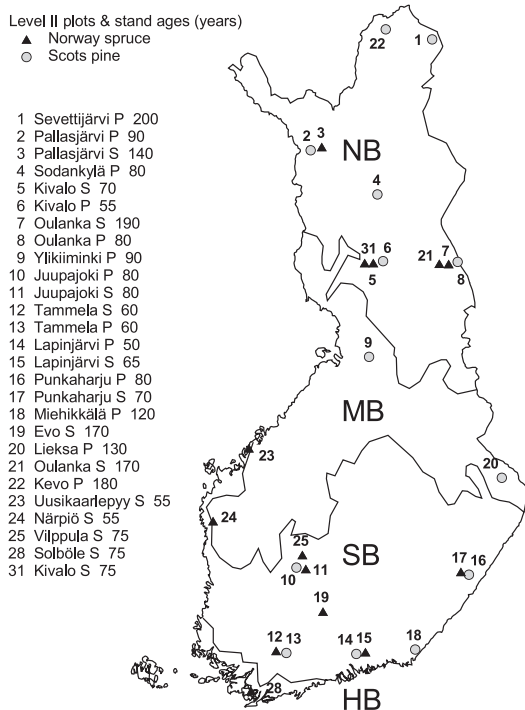 Level II plots & stand ages (years)
Norway spruce
Scots pine
1 Sevettijärvi P 200
2 Pallasjärvi P 90
3 Pallasjärvi S 140
4 Sodankylä P 80
5 Kivalo S 70
6 Kivalo P 55
7 Oulanka S 190
8 Oulanka P 80
9 Ylikiiminki P 90
10 Juupajoki P 80
11 Juupajoki S 80
12 Tammela S 60
13 Tammela P 60
14 Lapinjärvi P 50
15 Lapinjärvi S 65
16 Punkaharju P 80
17 Punkaharju S 70
18 Miehikkälä P 120
19 Evo S 170
20 Lieksa P 130
21 Oulanka S 170
22 Kevo P 180
23 Uusikaarlepyy S 55
24 Närpiö S 55
25 Vilppula S 75
28 Solböle S 75
31 Kivalo S 75
22
1
2
3
NB
4
31
6
5
21
7
8
9
MB
23
20
24
SB
25
10
11
17
16
19
12
13
14
15
18
28
HB